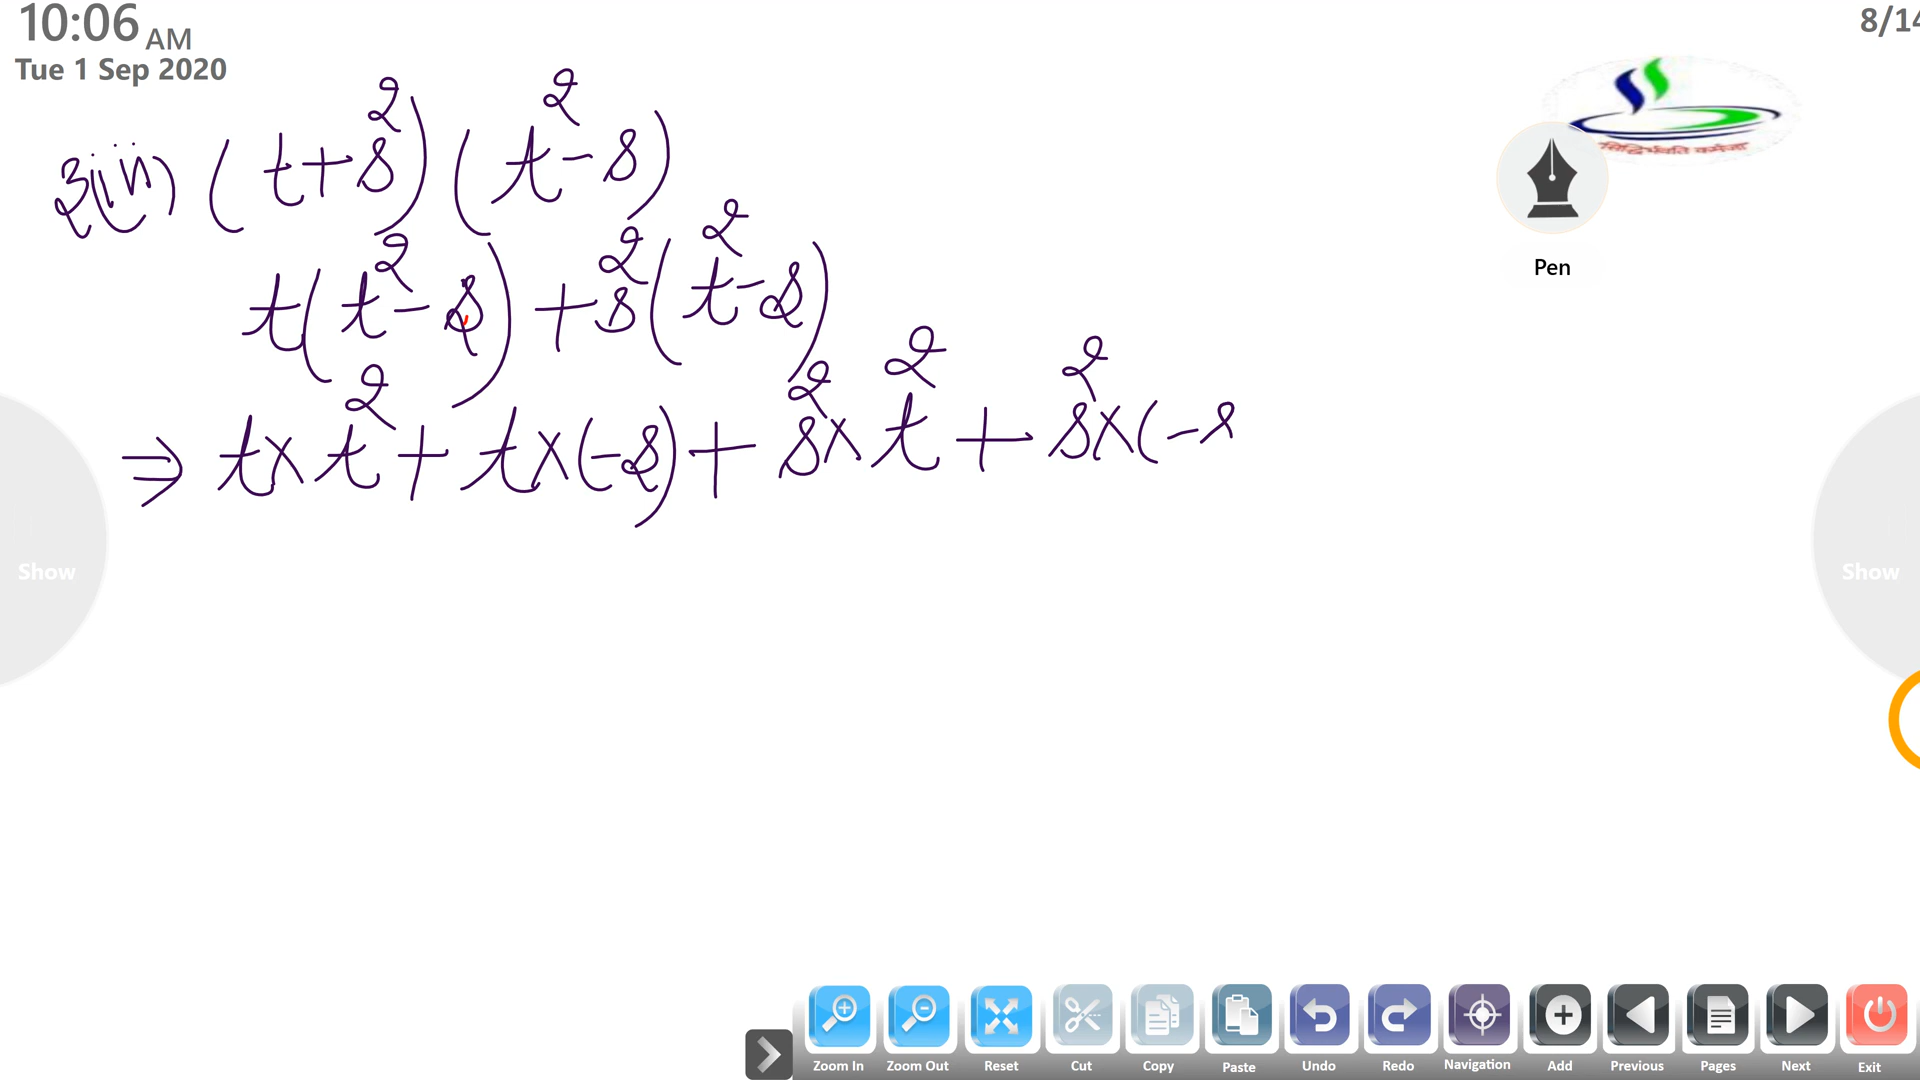 10:06 AM
Tue 1 Sep 2020
8/14
3(iii) (t+s²)(t²-s)
t(t²-s)+s²(t²-s)
⇒ t×t²+t×(-s)+s²×t²+s²×(-s
Pen
Show
Show
Zoom In Zoom Out Reset Cut Copy Paste Undo Redo Navigation Add Previous Pages Next Exit